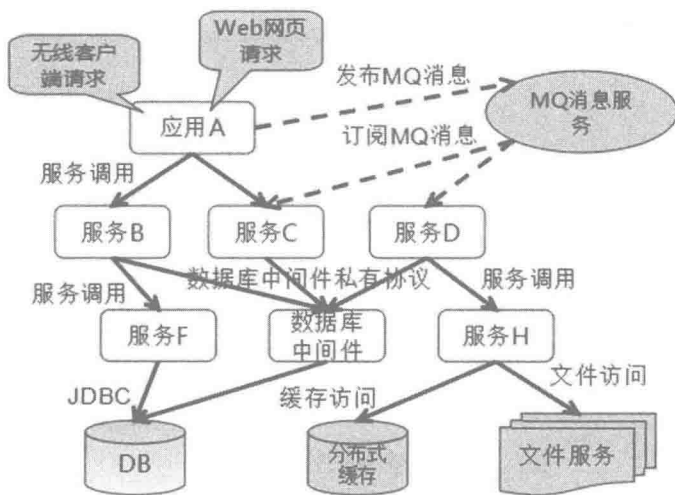 Web网页
请求
无线客户
端请求
发布MQ消息
MQ消息服
务
应用A
订阅MQ消息
服务调用
服务B
服务C
服务D
数据库中间件私有协议
服务调用
服务调用
服务F
数据库
中间件
服务H
JDBC
缓存访问
文件访问
DB
分布式
缓存
文件服务